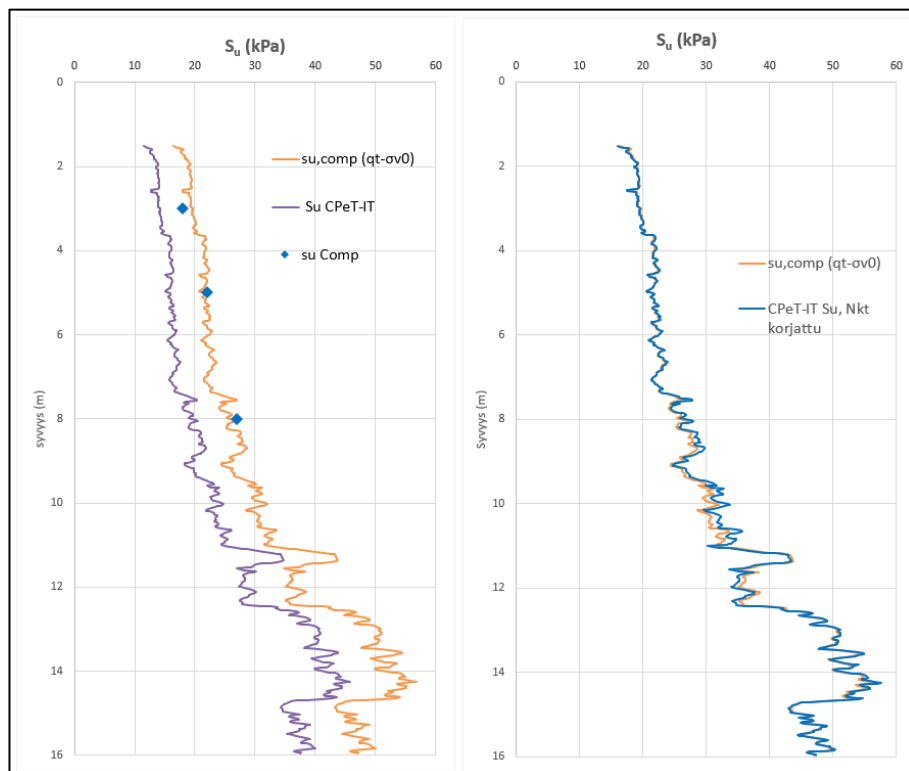 Su (kPa)
0 10 20 30 40 50 60
0
2
4
6
8
10
12
14
16
syvyys (m)
su,comp (qt-σv0)
Su CPeT-IT
su Comp
Su (kPa)
0 10 20 30 40 50 60
0
2
4
6
8
10
12
14
16
Syvyys (m)
su,comp (qt-σv0)
CPeT-IT Su, Nkt
korjattu